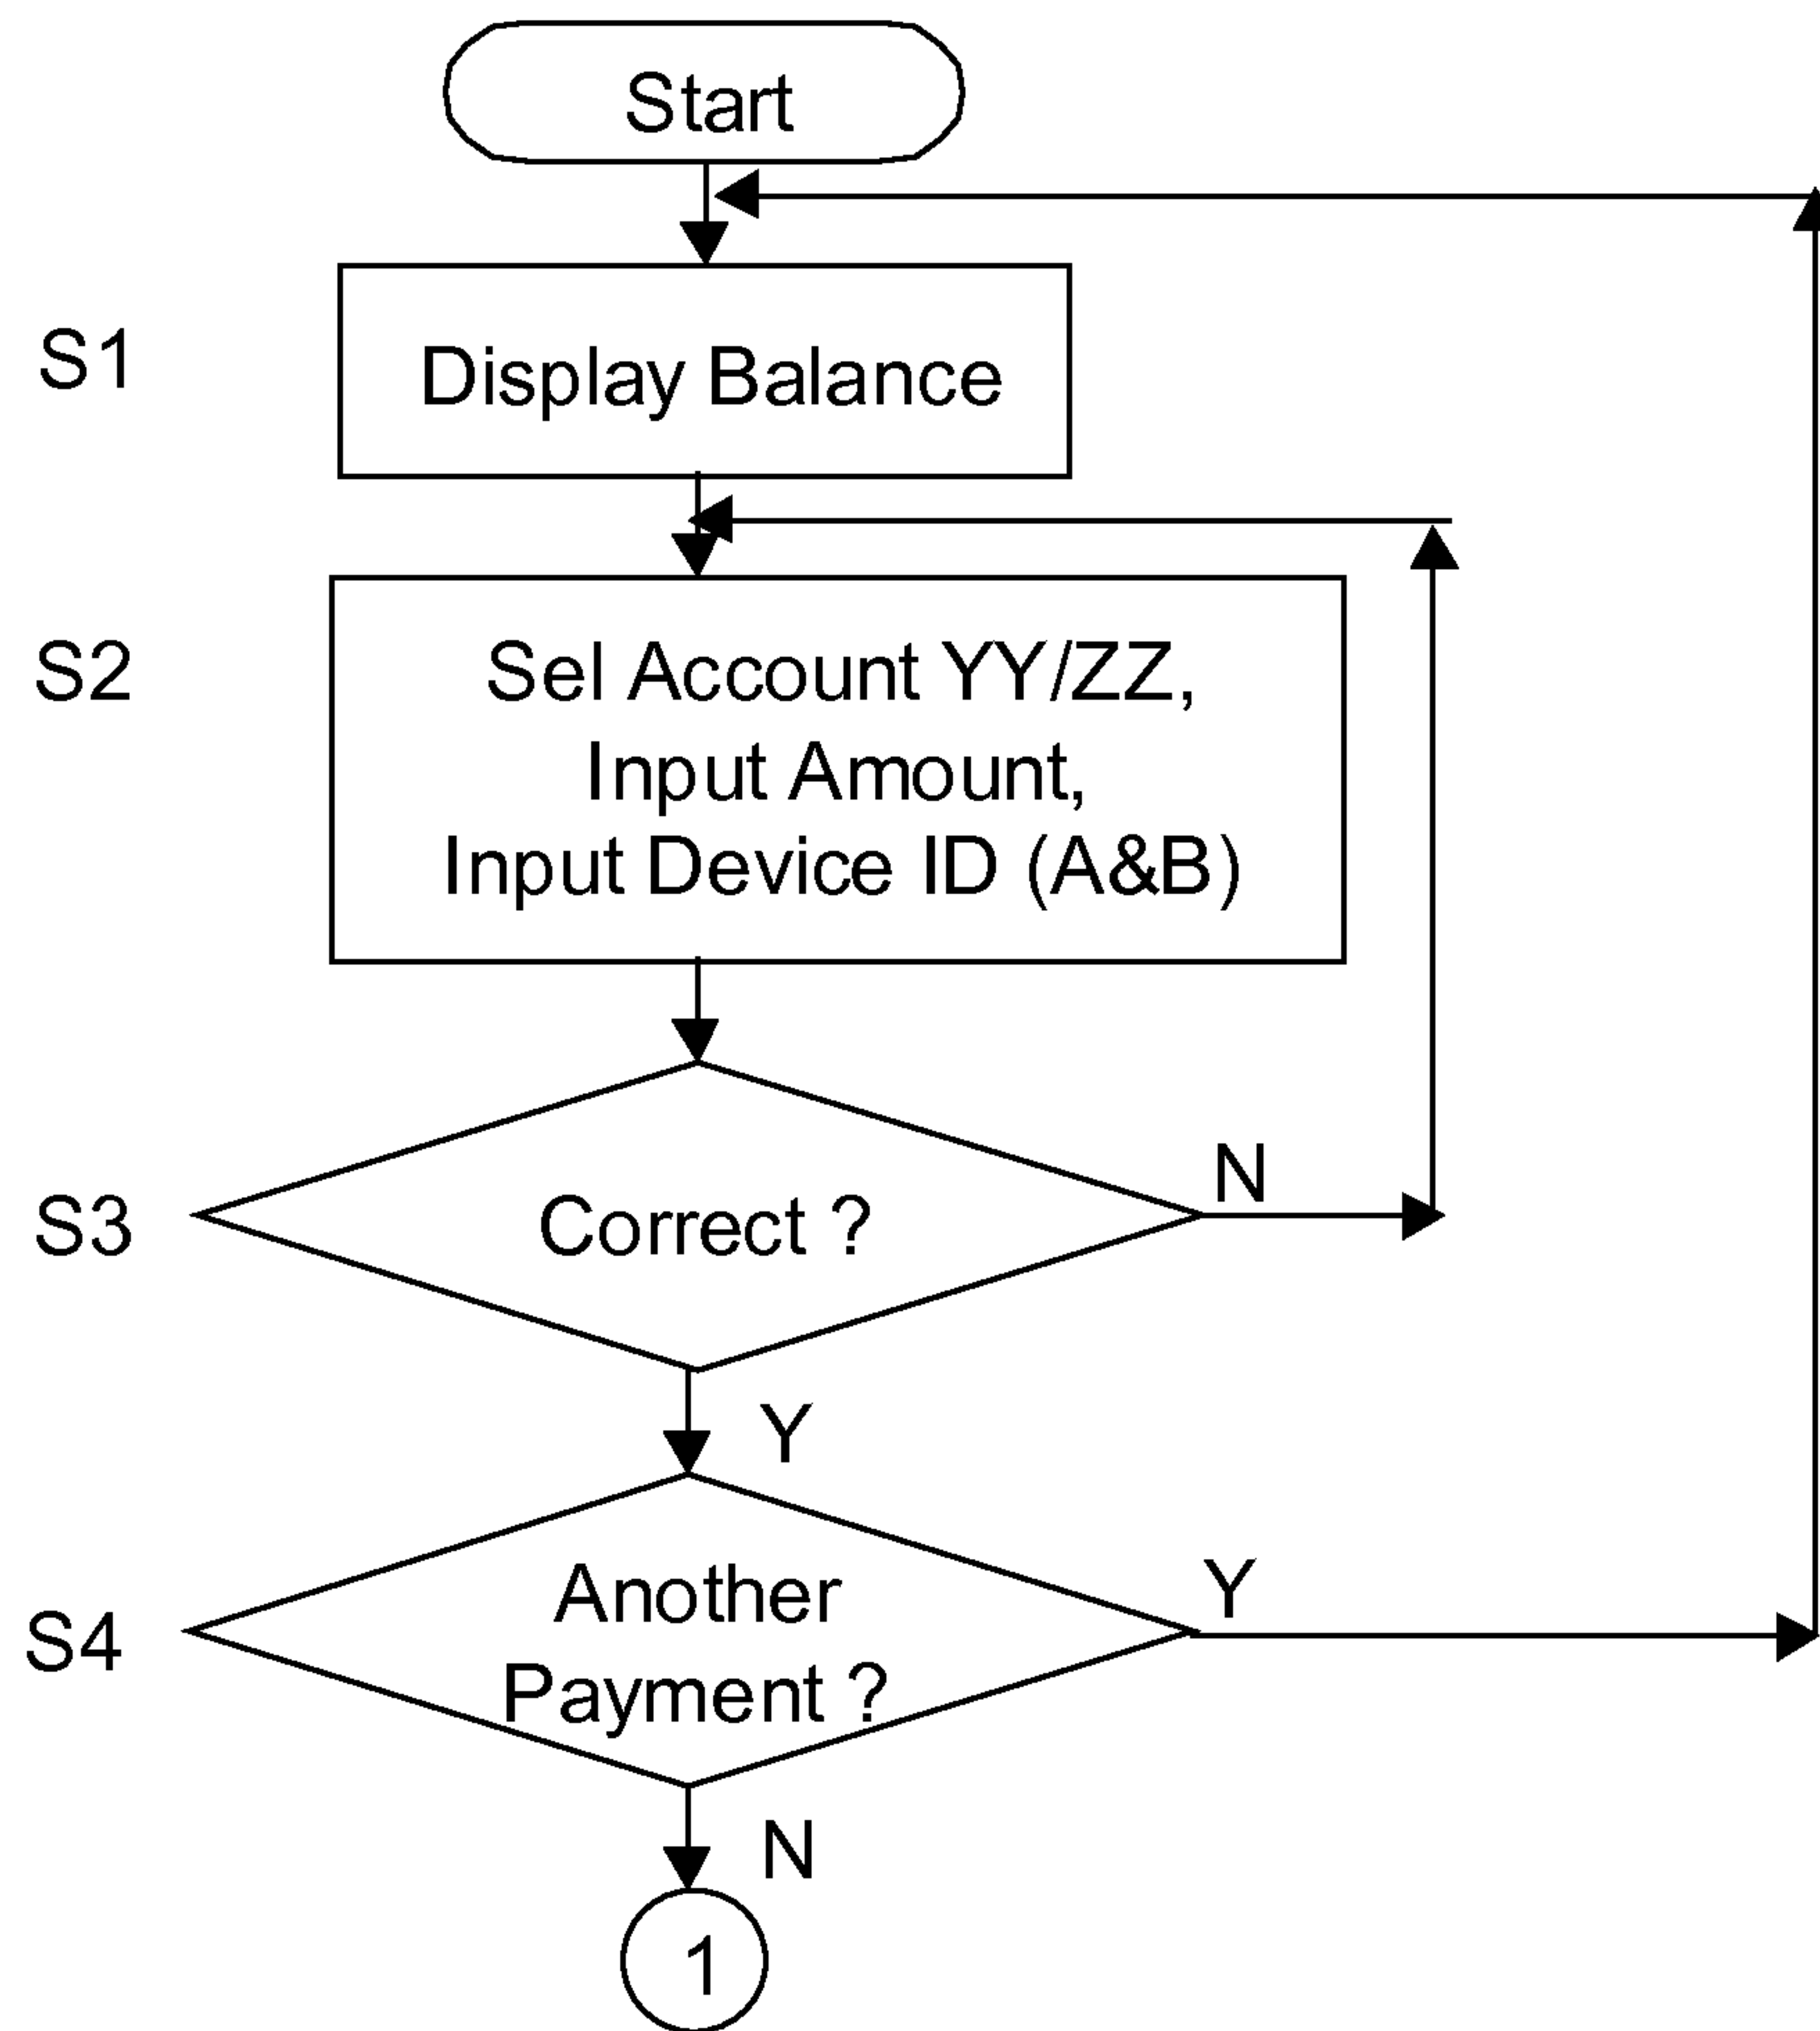 Start
S1
Display Balance
S2
Sel Account YY/ZZ,
Input Amount,
Input Device ID (A&B)
S3
Correct ?
N
Y
S4
Another
Payment ?
Y
N
1